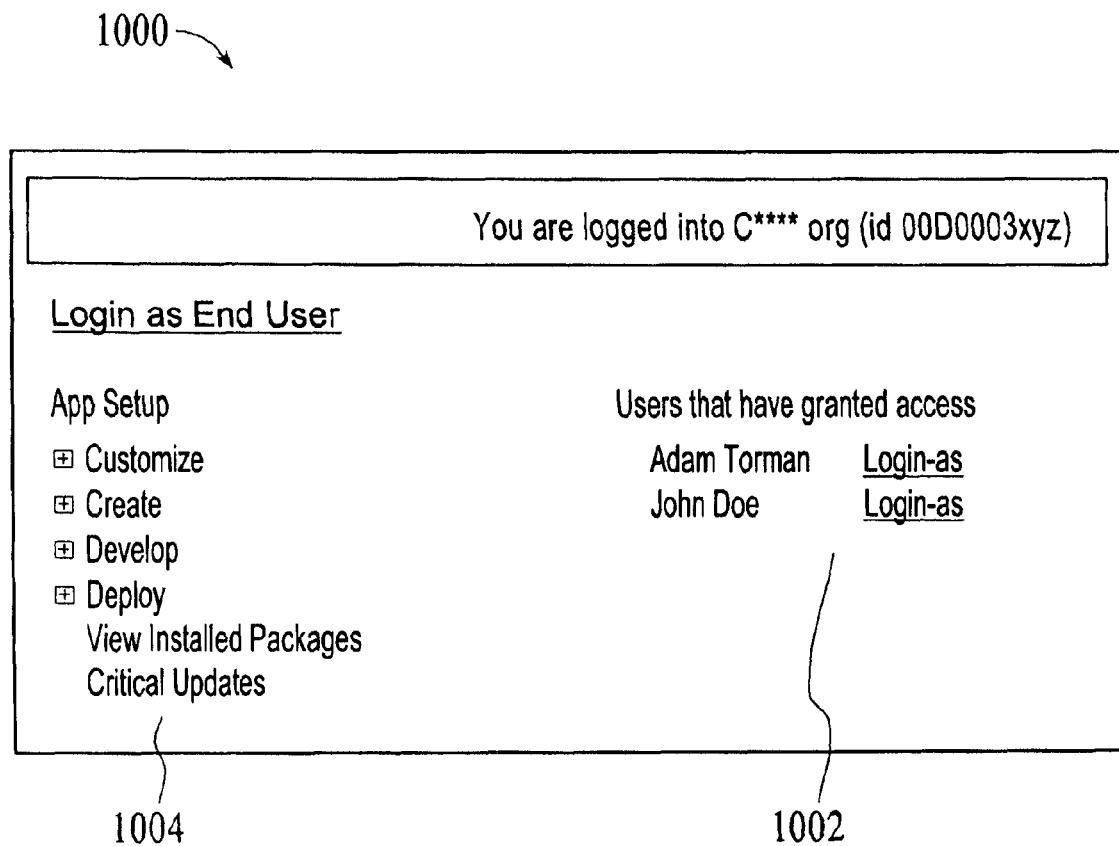 1000
You are logged into C**** org (id 00D0003xyz)
Login as End User
App Setup
Customize
Create
Develop
Deploy
View Installed Packages
Critical Updates
Users that have granted access
Adam Torman Login-as
John Doe Login-as
1004
1002